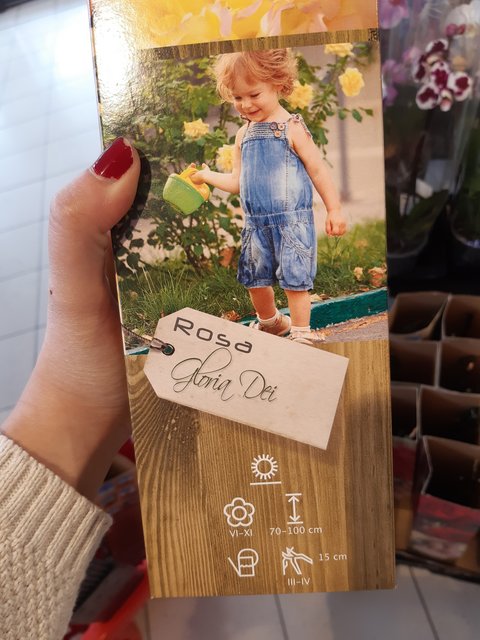 Rosa
Gloria Dei
VI-XI
70-100 cm
15 cm
III-IV